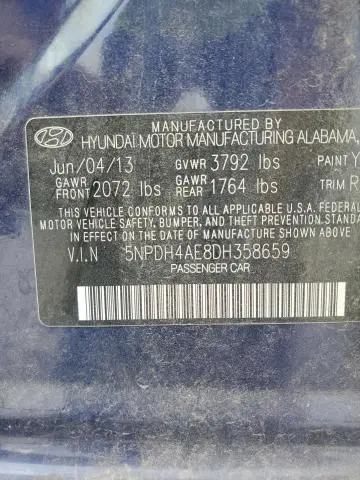 MANUFACTURED BY
HYUNDAI MOTOR MANUFACTURING ALABAMA,
Jun/04/13 GVWR 3792 lbs PAINT
GAWR FRONT 2072 lbs GAWR REAR 1764 lbs TRIM
THIS VEHICLE CONFORMS TO ALL APPLICABLE U.S.A. FEDERAL
MOTOR VEHICLE SAFETY, BUMPER, AND THEFT PREVENTION STANDA
IN EFFECT ON THE DATE OF MANUFACTURE SHOWN ABOVE.
V.I.N 5NPDH4AE8DH358659
PASSENGER CAR